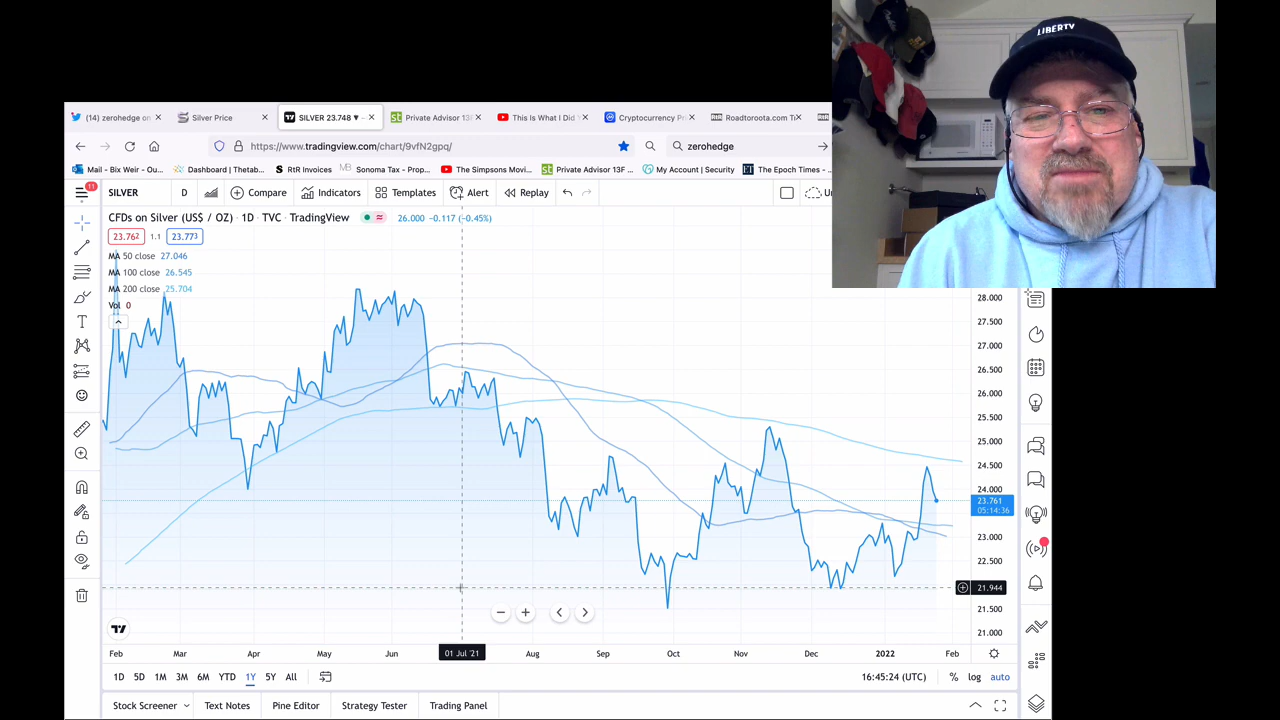 LIBERTY
(14) zerohedge on
Silver Price
SILVER 23.748 ▼ −
Private Advisor 13F
This Is What I Did
Cryptocurrency Pri
Roadtoroota.com Tr
RtR
https://www.tradingview.com/chart/9vfN2gpq/
zerohedge
Mail - Bix Weir - Ou...
Dashboard | Thetab...
RtR Invoices
Sonoma Tax - Prop...
The Simpsons Movi...
Private Advisor 13F...
My Account | Security
The Epoch Times - ...
11
SILVER
D
Compare
Indicators
Templates
Alert
Replay
Un
CFDs on Silver (US$ / OZ) · 1D · TVC · TradingView
26.000 −0.117 (−0.45%)
23.762
1.1
23.773
MA 50 close 27.046
MA 100 close 26.545
MA 200 close 25.704
Vol 0
28.000
27.500
27.000
26.500
26.000
25.500
25.000
24.500
24.000
23.761
05:14:36
23.000
22.500
21.944
21.500
21.000
Feb
Mar
Apr
May
Jun
01 Jul '21
Aug
Sep
Oct
Nov
Dec
2022
Feb
1D
5D
1M
3M
6M
YTD
1Y
5Y
All
16:45:24 (UTC)
%
log
auto
Stock Screener
Text Notes
Pine Editor
Strategy Tester
Trading Panel